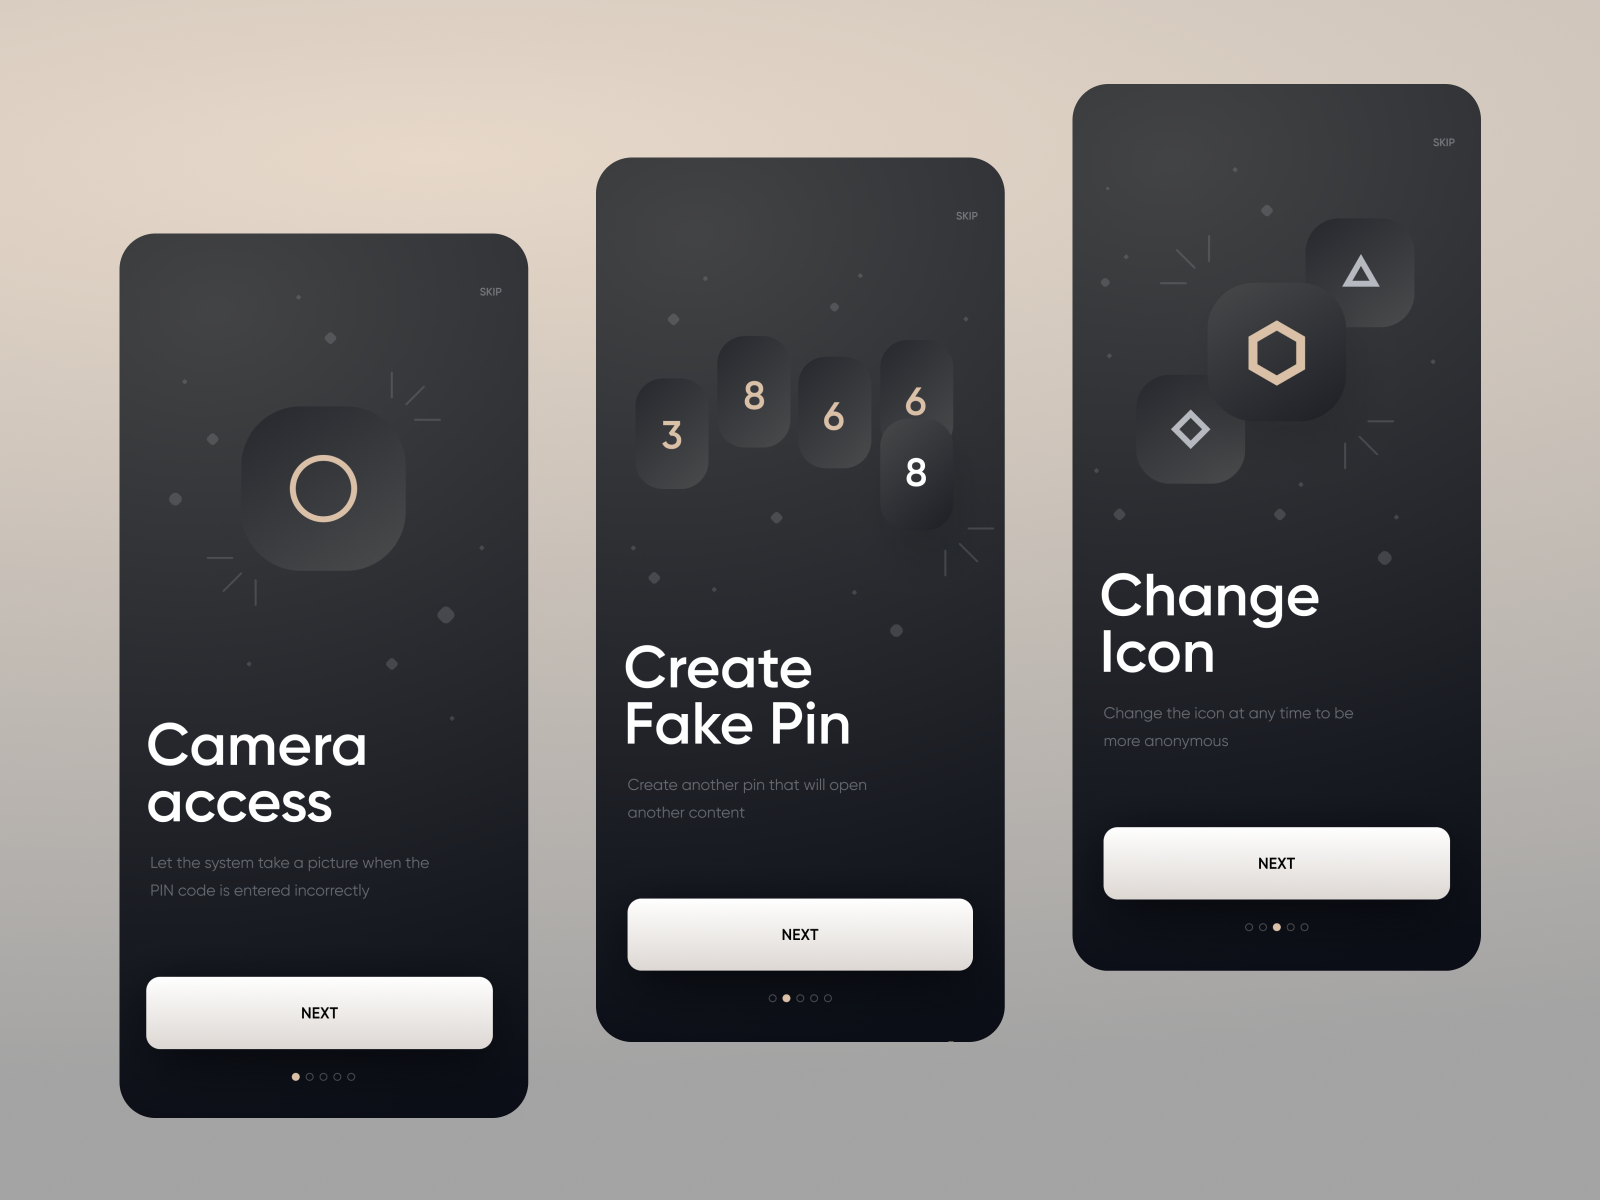 SKIP
Camera
access
Let the system take a picture when the
PIN code is entered incorrectly
NEXT
SKIP
3
8
6
6
8
Create
Fake Pin
Create another pin that will open
another content
NEXT
SKIP
Change
Icon
Change the icon at any time to be
more anonymous
NEXT